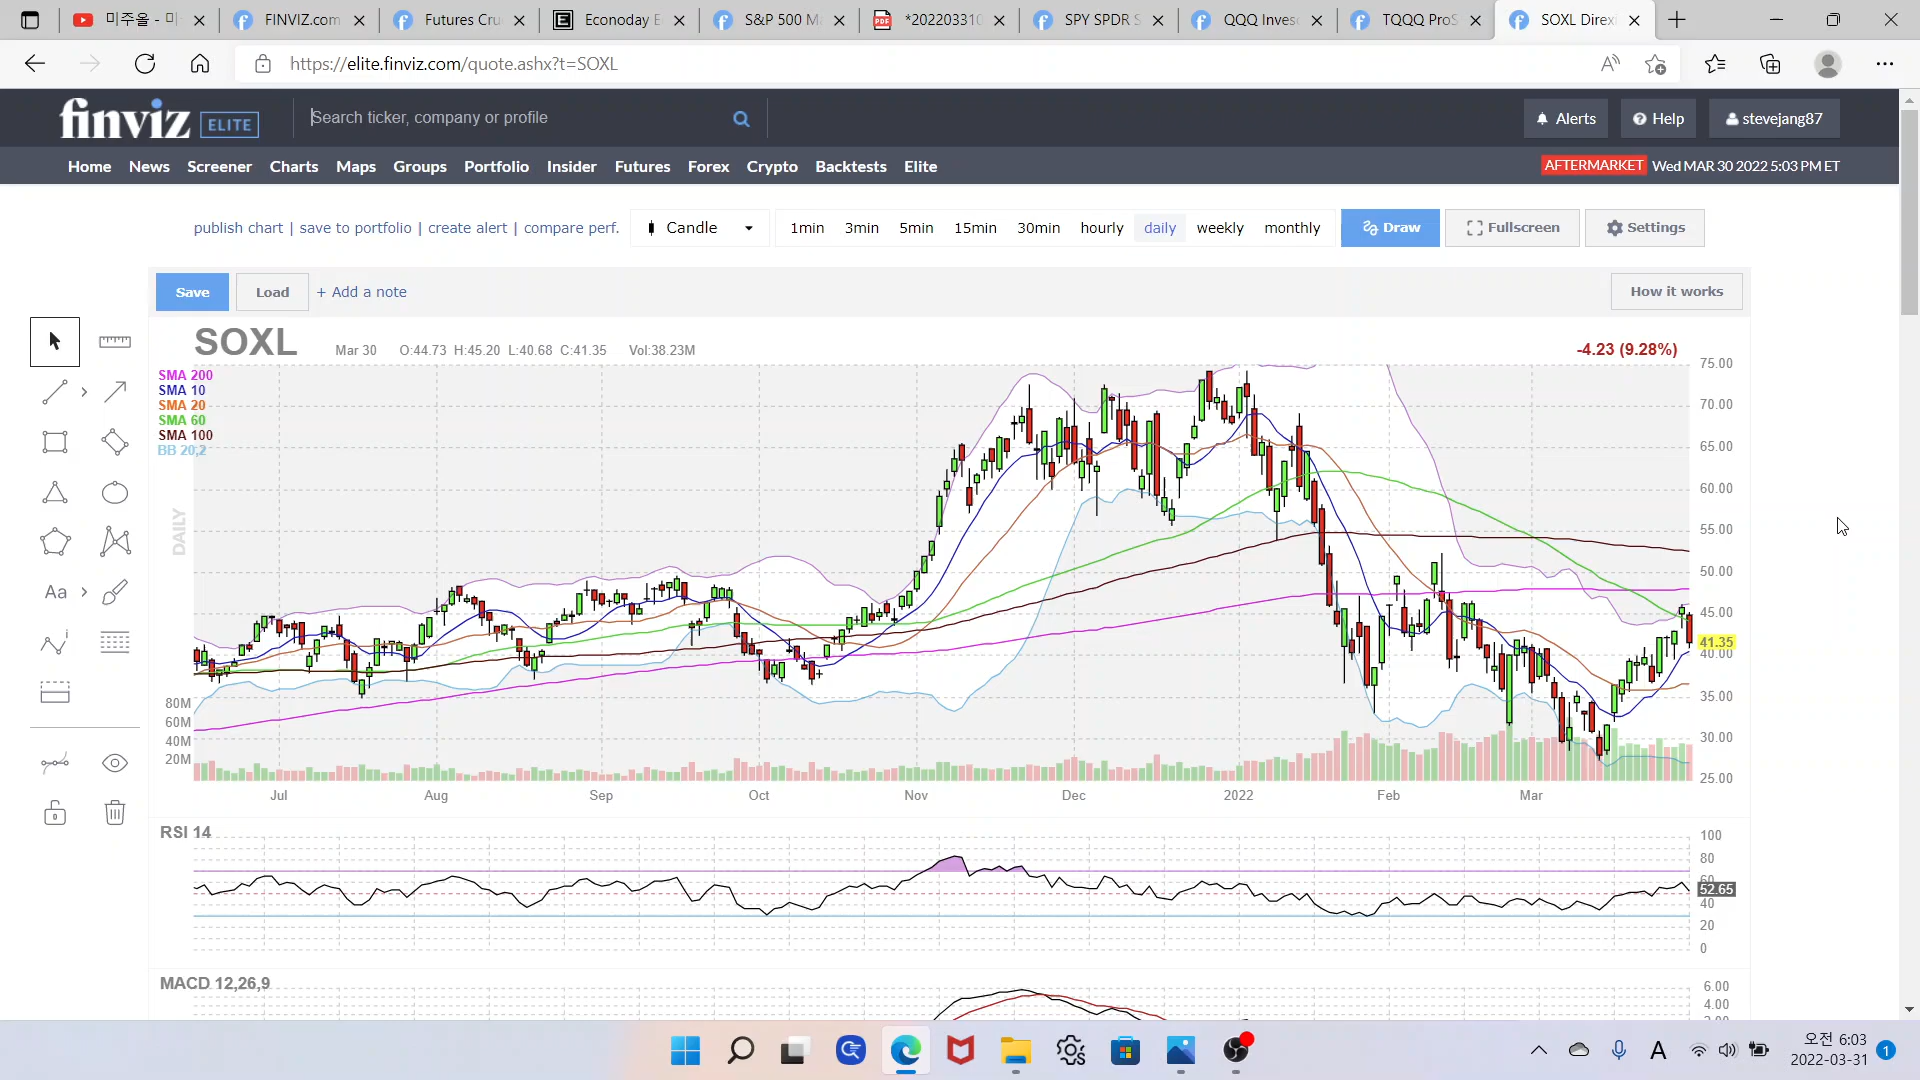 미주올 - 미
FINVIZ.com
Futures Cru
Econoday E
S&P 500 M
PDF
*202203310
SPY SPDR S
QQQ Inves
TQQQ ProS
SOXL Direxi
https://elite.finviz.com/quote.ashx?t=SOXL
finviz ELITE
Search ticker, company or profile
Alerts
Help
stevejang87
Home News Screener Charts Maps Groups Portfolio Insider Futures Forex Crypto Backtests Elite
AFTERMARKET Wed MAR 30 2022 5:03 PM ET
publish chart | save to portfolio | create alert | compare perf.
Candle
1min 3min 5min 15min 30min hourly daily weekly monthly
Draw
Fullscreen
Settings
Save
Load
+ Add a note
How it works
SOXL
Mar 30 O:44.73 H:45.20 L:40.68 C:41.35 Vol:38.23M
-4.23 (9.28%)
SMA 200
SMA 10
SMA 20
SMA 60
SMA 100
BB 20,2
DAILY
Aa
75.00
70.00
65.00
60.00
55.00
50.00
45.00
41.35
40.00
35.00
30.00
25.00
80M
60M
40M
20M
Jul Aug Sep Oct Nov Dec 2022 Feb Mar
RSI 14
100
80
60
52.65
40
20
0
MACD 12,26,9
6.00
4.00
A
오전 6:03
2022-03-31
1